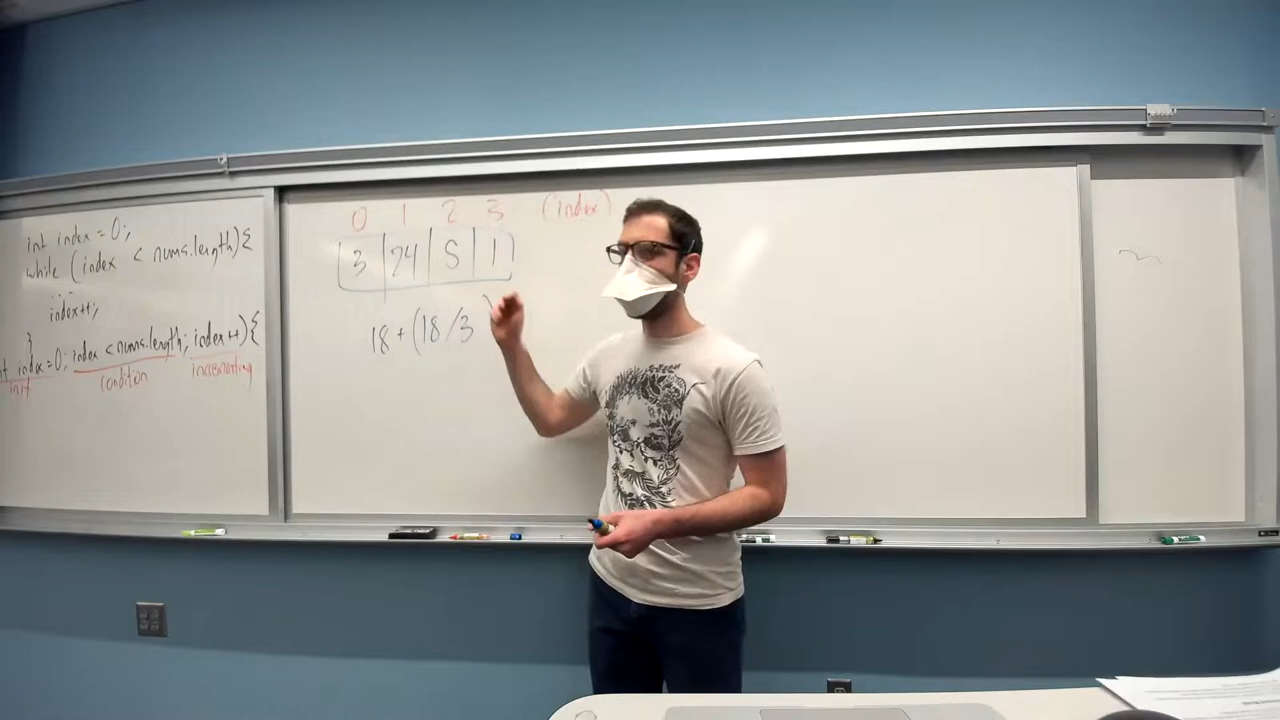 int index = 0;
while (index < nums.length){
index++;
}
int index=0; index < nums.length; index++){
init condition incrementing
0 1 2 3 (index)
3 24 5 1
18 + (18/3)